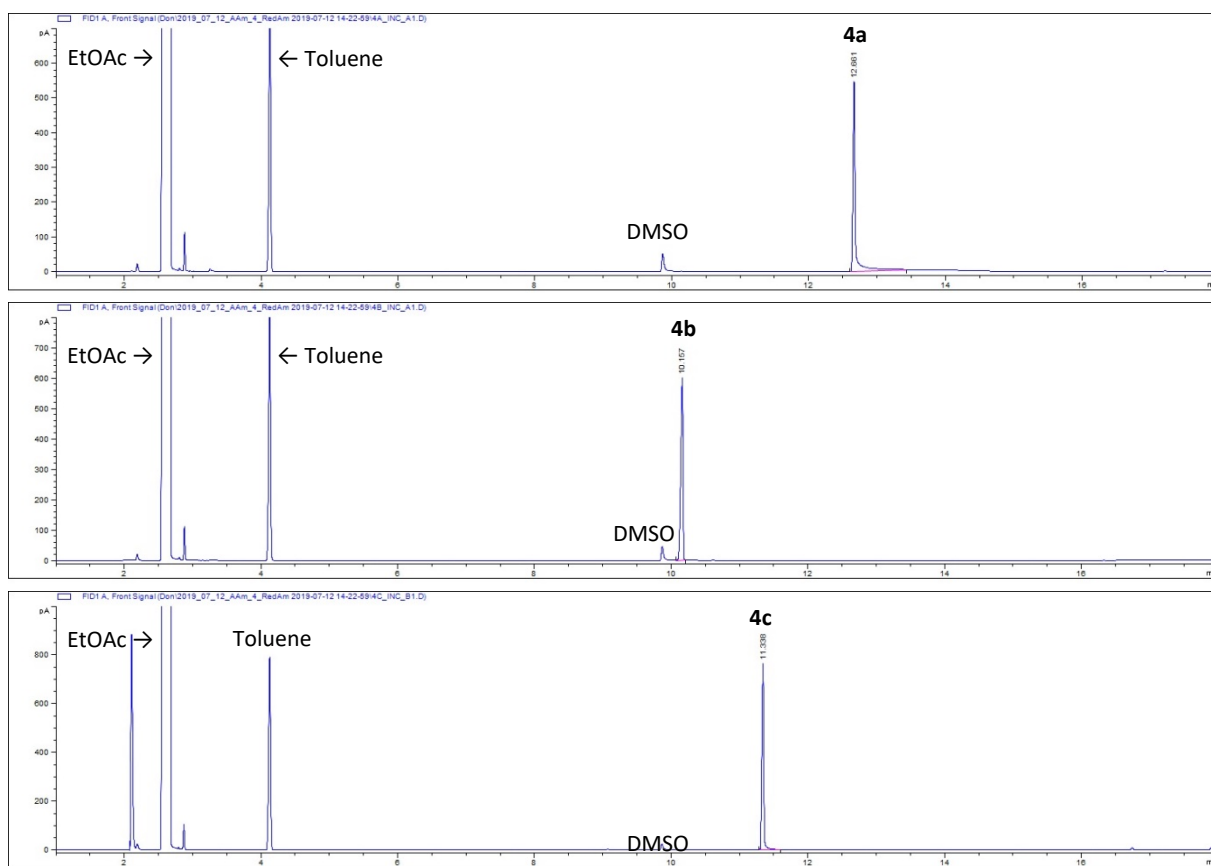 FID1 A, Front Signal (Don\2019_07_12_AAm_4_RedAm 2019-07-12 14-22-59\4A_INC_A1.D)
pA
EtOAc → ← Toluene
4a
12.661
600
500
400
300
200
100
0
DMSO
2 4 6 8 10 12 14 16 m
FID1 A, Front Signal (Don\2019_07_12_AAm_4_RedAm 2019-07-12 14-22-59\4B_INC_A1.D)
pA
EtOAc → ← Toluene
4b
10.157
700
600
500
400
300
200
100
0
DMSO
2 4 6 8 10 12 14 16 m
FID1 A, Front Signal (Don\2019_07_12_AAm_4_RedAm 2019-07-12 14-22-59\4C_INC_B1.D)
pA
EtOAc → Toluene
4c
11.338
800
600
400
200
0
DMSO
2 4 6 8 10 12 14 16 m